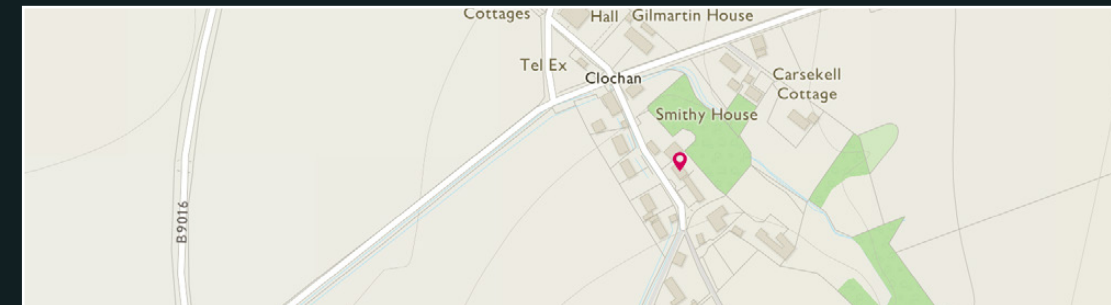 Cottages
Hall
Gilmartin House
Tel Ex
Clochan
Carsekell
Cottage
Smithy House
B9016